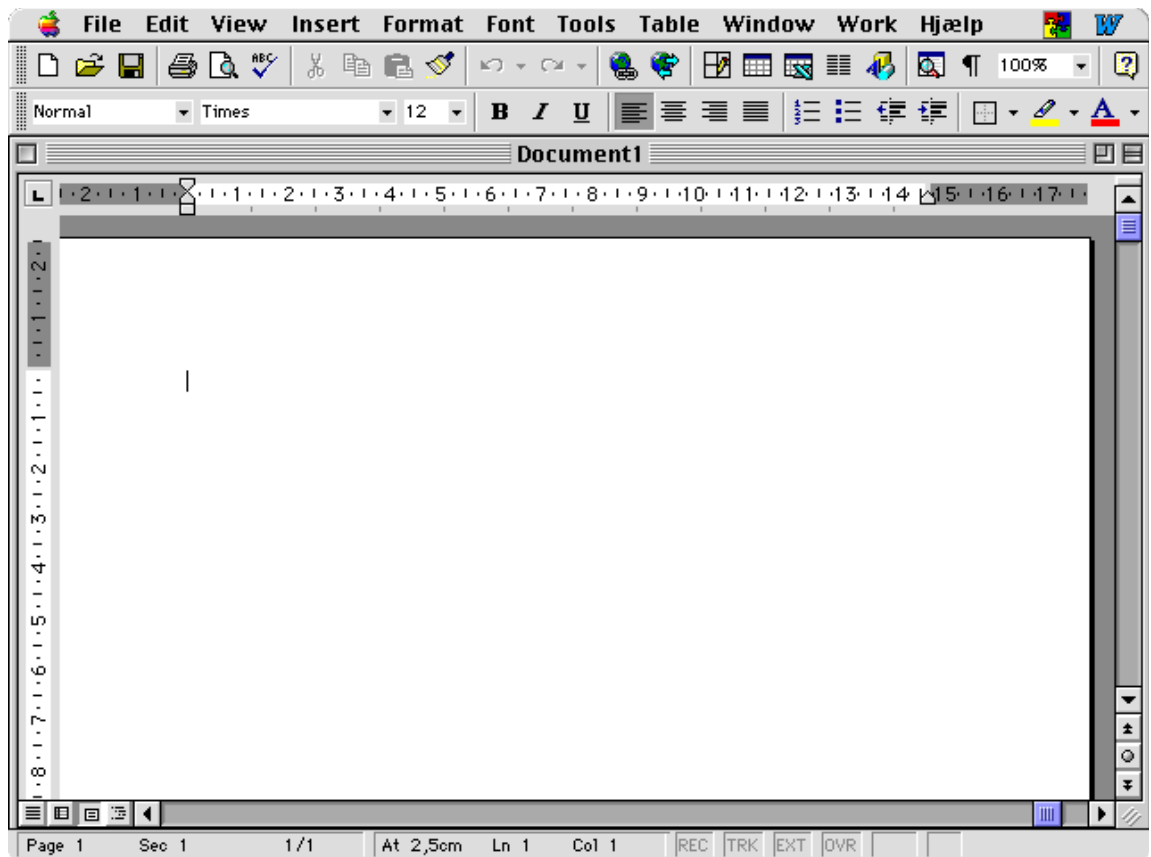 File Edit View Insert Format Font Tools Table Window Work Hjælp
ABC 100%
Normal Times 12 B I U A
Document1
L 2 1 1 2 3 4 5 6 7 8 9 10 11 12 13 14 15 16 17
2
1
1
2
3
4
5
6
7
8
Page 1 Sec 1 1/1 At 2,5cm Ln 1 Col 1 REC TRK EXT OVR